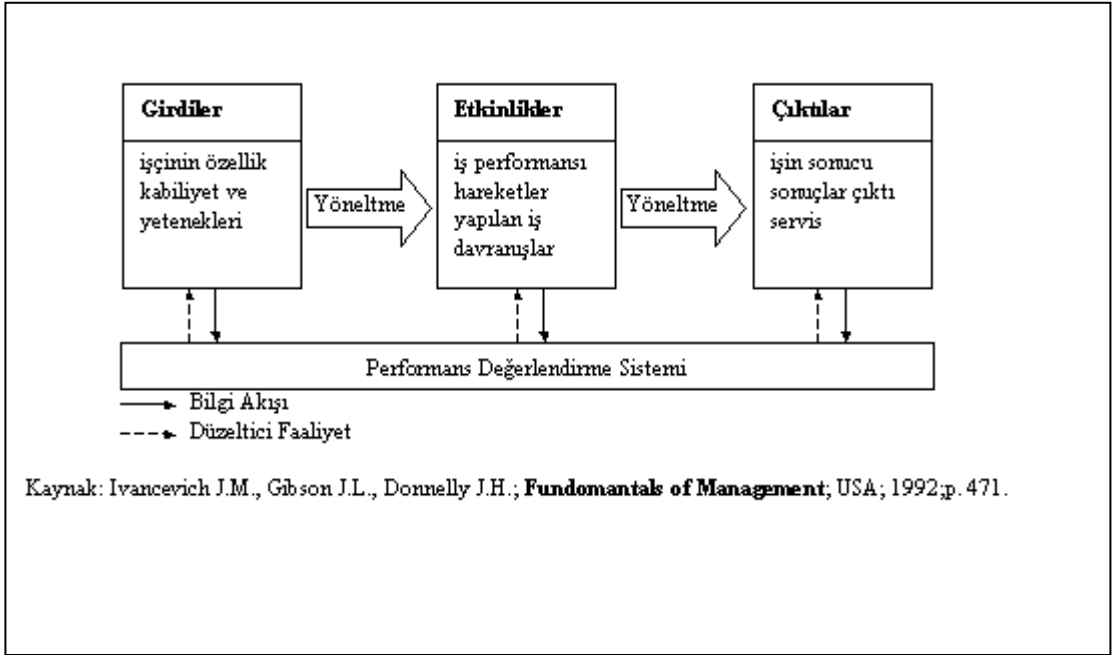 Girdiler
işçinin özellik
kabiliyet ve
yetenekleri
Yöneltme
Etkinlikler
iş performansı
hareketler
yapılan iş
davranışlar
Yöneltme
Çıktılar
işin sonucu
sonuçlar çıktı
servis
Performans Değerlendirme Sistemi
Bilgi Akışı
Düzeltici Faaliyet
Kaynak: Ivancevich J.M., Gibson J.L., Donnelly J.H.; Fundomantals of Management; USA; 1992;p. 471.